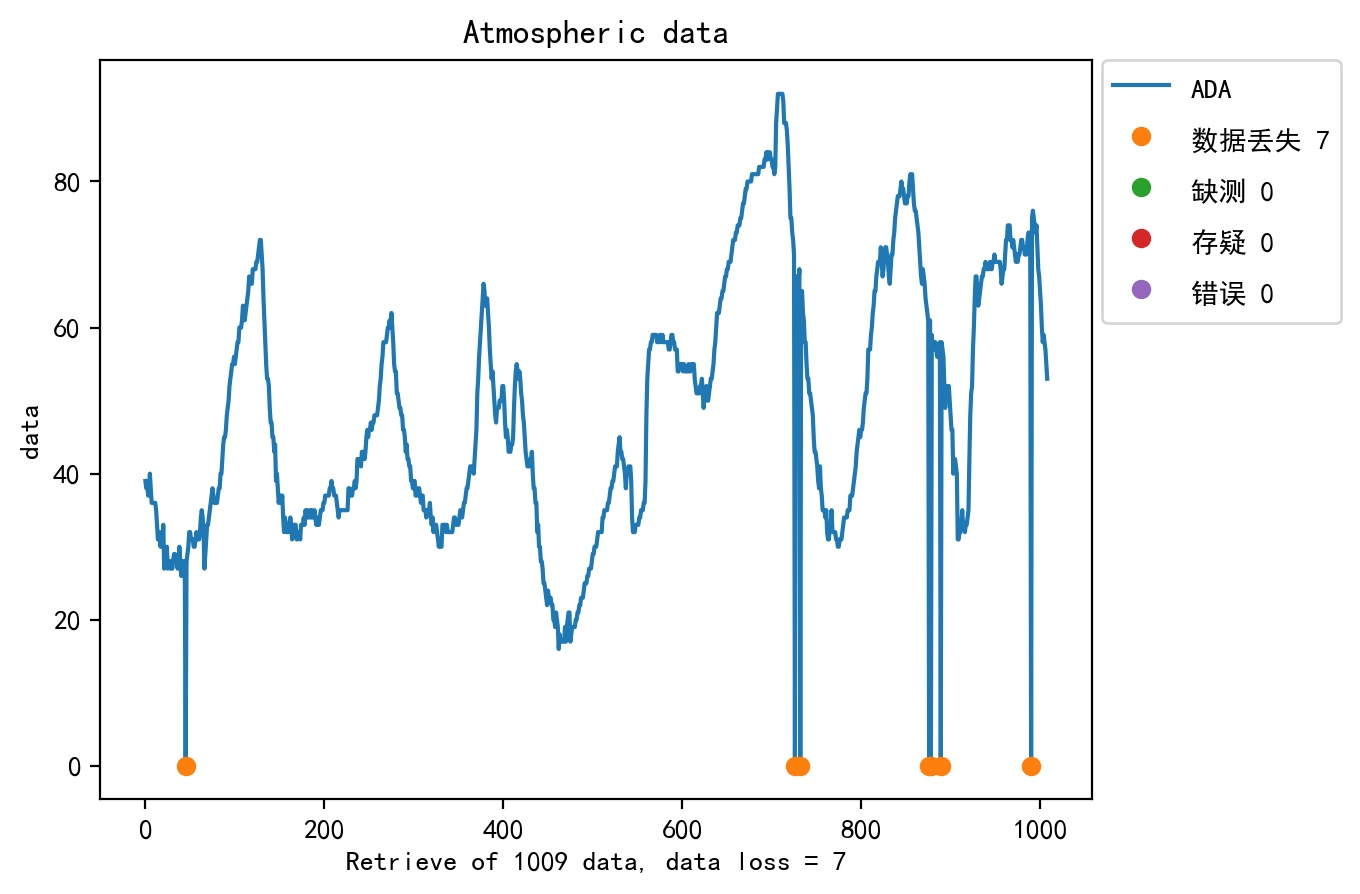 Atmospheric data
ADA
数据丢失 7
缺测 0
存疑 0
错误 0
data
80
60
40
20
0
0 200 400 600 800 1000
Retrieve of 1009 data, data loss = 7